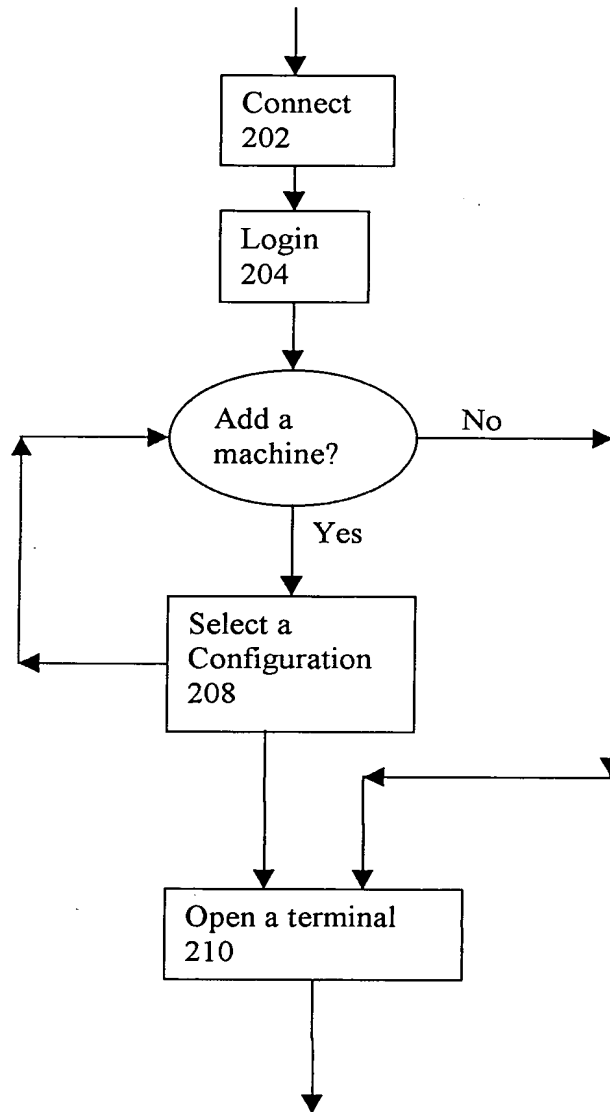 Connect
202
Login
204
Add a
machine?
No
Yes
Select a
Configuration
208
Open a terminal
210